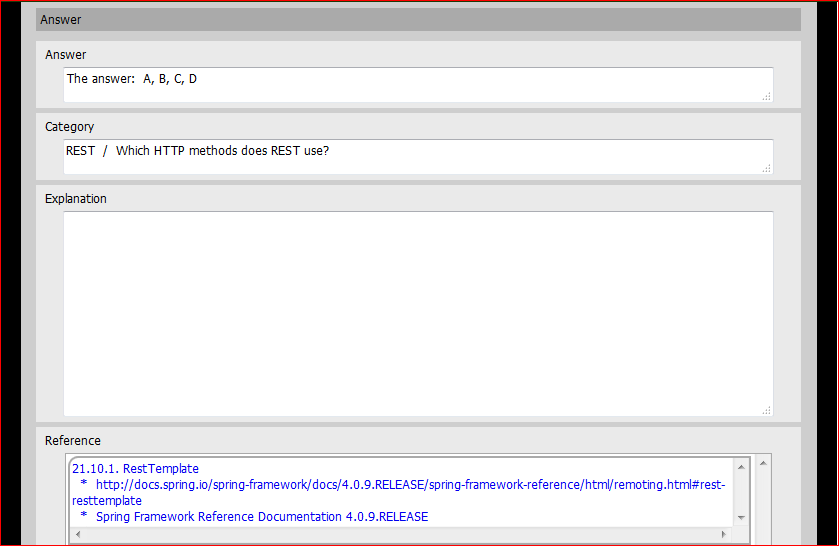 Answer
Answer
The answer:  A, B, C, D
Category
REST  /  Which HTTP methods does REST use?
Explanation
Reference
21.10.1. RestTemplate
*  http://docs.spring.io/spring-framework/docs/4.0.9.RELEASE/spring-framework-reference/html/remoting.html#rest-
resttemplate
*  Spring Framework Reference Documentation 4.0.9.RELEASE